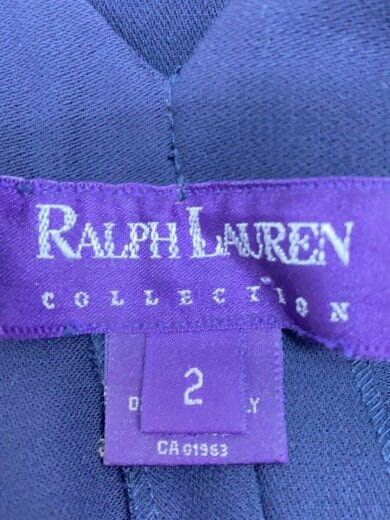 RALPH LAUREN
COLLECTION
2
CA 01963